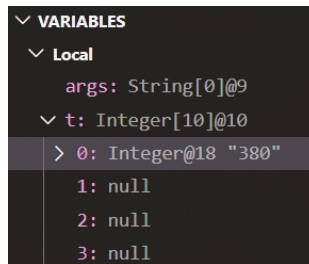 VARIABLES
Local
args: String[0]@9
t: Integer[10]@10
0: Integer@18 "380"
1: null
2: null
3: null